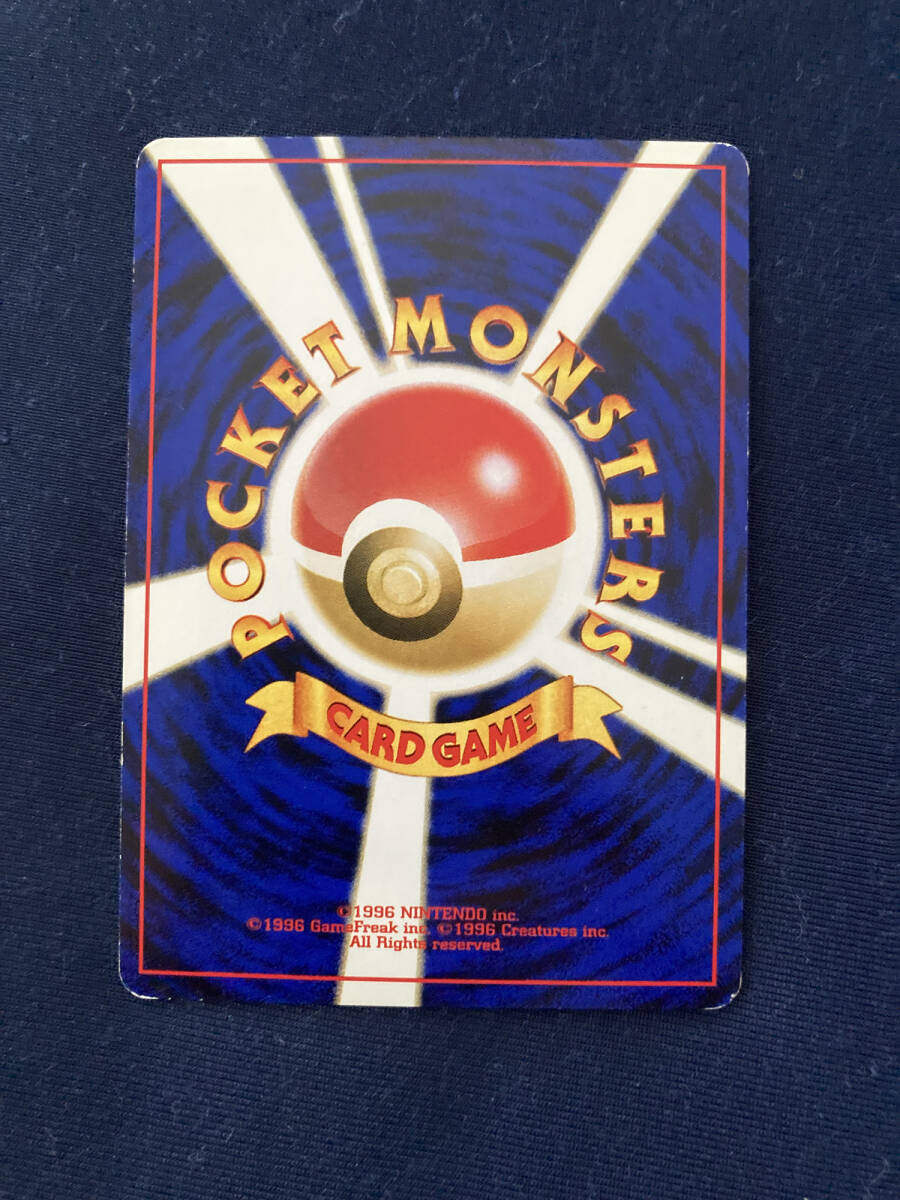 POCKET MONSTERS
CARD GAME
©1996 NINTENDO inc.
©1996 GameFreak inc. ©1996 Creatures inc.
All Rights reserved.